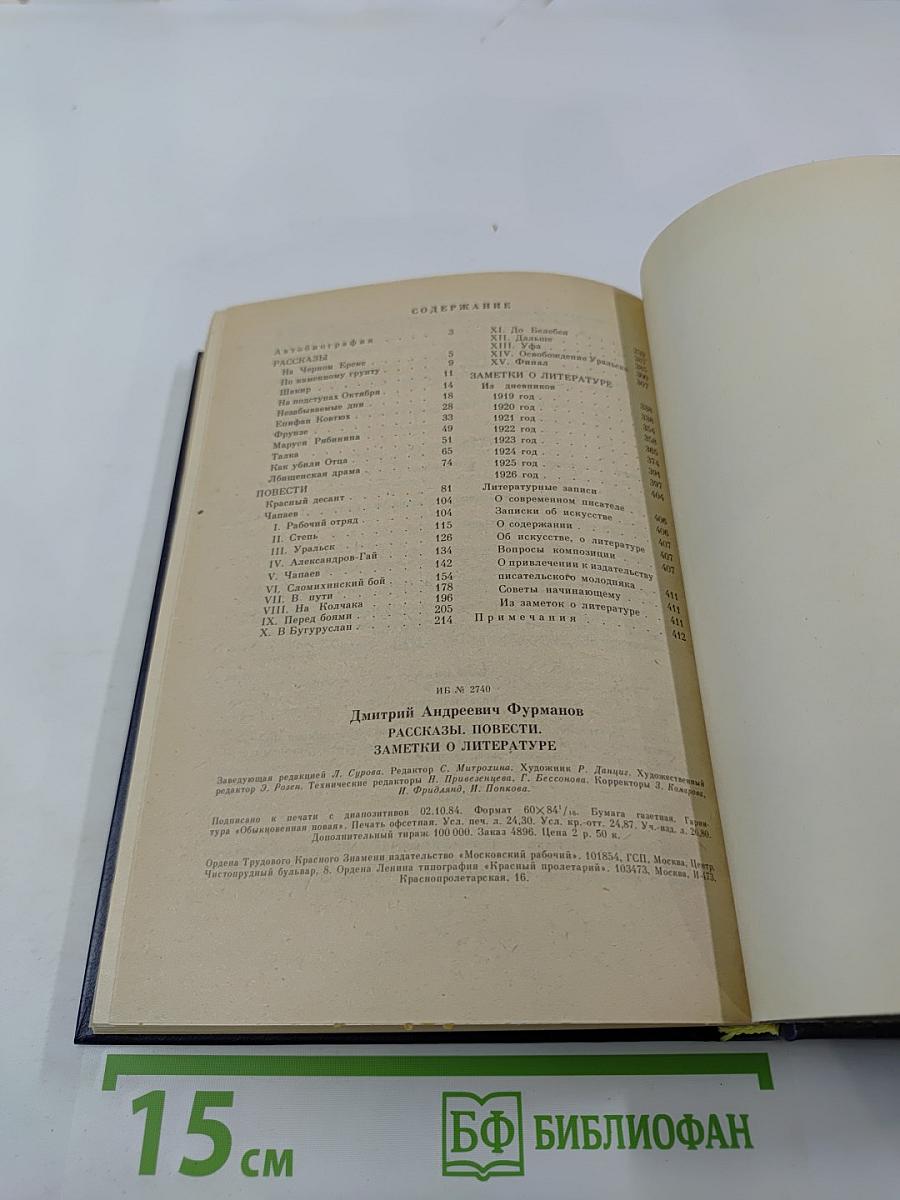 СОДЕРЖАНИЕ
Автобиография 3
РАССКАЗЫ
На Черном Ереке 5
По каменному грунту 9
Шакир 11
На подступах Октября 14
Незабываемые дни 18
Епифан Ковтюх 28
Фрунзе 33
Маруся Рябинина 49
Талка 51
Как убили Отца 65
Лбищенская драма 74
ПОВЕСТИ
Красный десант 81
Чапаев 104
I. Рабочий отряд 104
II. Степь 115
III. Уральск 126
IV. Александров-Гай 134
V. Чапаев 142
VI. Сломихинский бой 154
VII. В пути 178
VIII. На Колчака 196
IX. Перед боями 205
X. В Бугуруслан 214
XI. До Белебея
XII. Дальше
XIII. Уфа
XIV. Освобождение Уральска
XV. Финал
ЗАМЕТКИ О ЛИТЕРАТУРЕ
Из дневников
1919 год
1920 год
1921 год
1922 год
1923 год
1924 год
1925 год
1926 год
Литературные записи
О современном писателе
Записки об искусстве
О содержании
Об искусстве, о литературе
Вопросы композиции
О привлечении к издательству
писательского молодняка
Советы начинающему
Из заметок о литературе
Примечания 412
ИБ № 2740
Дмитрий Андреевич Фурманов
РАССКАЗЫ. ПОВЕСТИ.
ЗАМЕТКИ О ЛИТЕРАТУРЕ
Заведующая редакцией Л. Сурова. Редактор С. Митрохина. Художник Р. Данциг. Художественный
редактор Э. Розен. Технические редакторы Н. Привезенцева, Г. Бессонова. Корректоры З. Комарова,
И. Фридлянд, И. Попкова.
Подписано к печати с диапозитивов 02.10.84. Формат 60×84¹/₁₆. Бумага газетная. Гарни-
тура «Обыкновенная новая». Печать офсетная. Усл. печ. л. 24,30. Усл. кр.-отт. 24,87. Уч.-изд. л. 26,80.
Дополнительный тираж 100 000. Заказ 4896. Цена 2 р. 50 к.
Ордена Трудового Красного Знамени издательство «Московский рабочий». 101854, ГСП, Москва, Центр,
Чистопрудный бульвар, 8. Ордена Ленина типография «Красный пролетарий». 103473, Москва, И-473,
Краснопролетарская, 16.
15 см
БФ БИБЛИОФАН